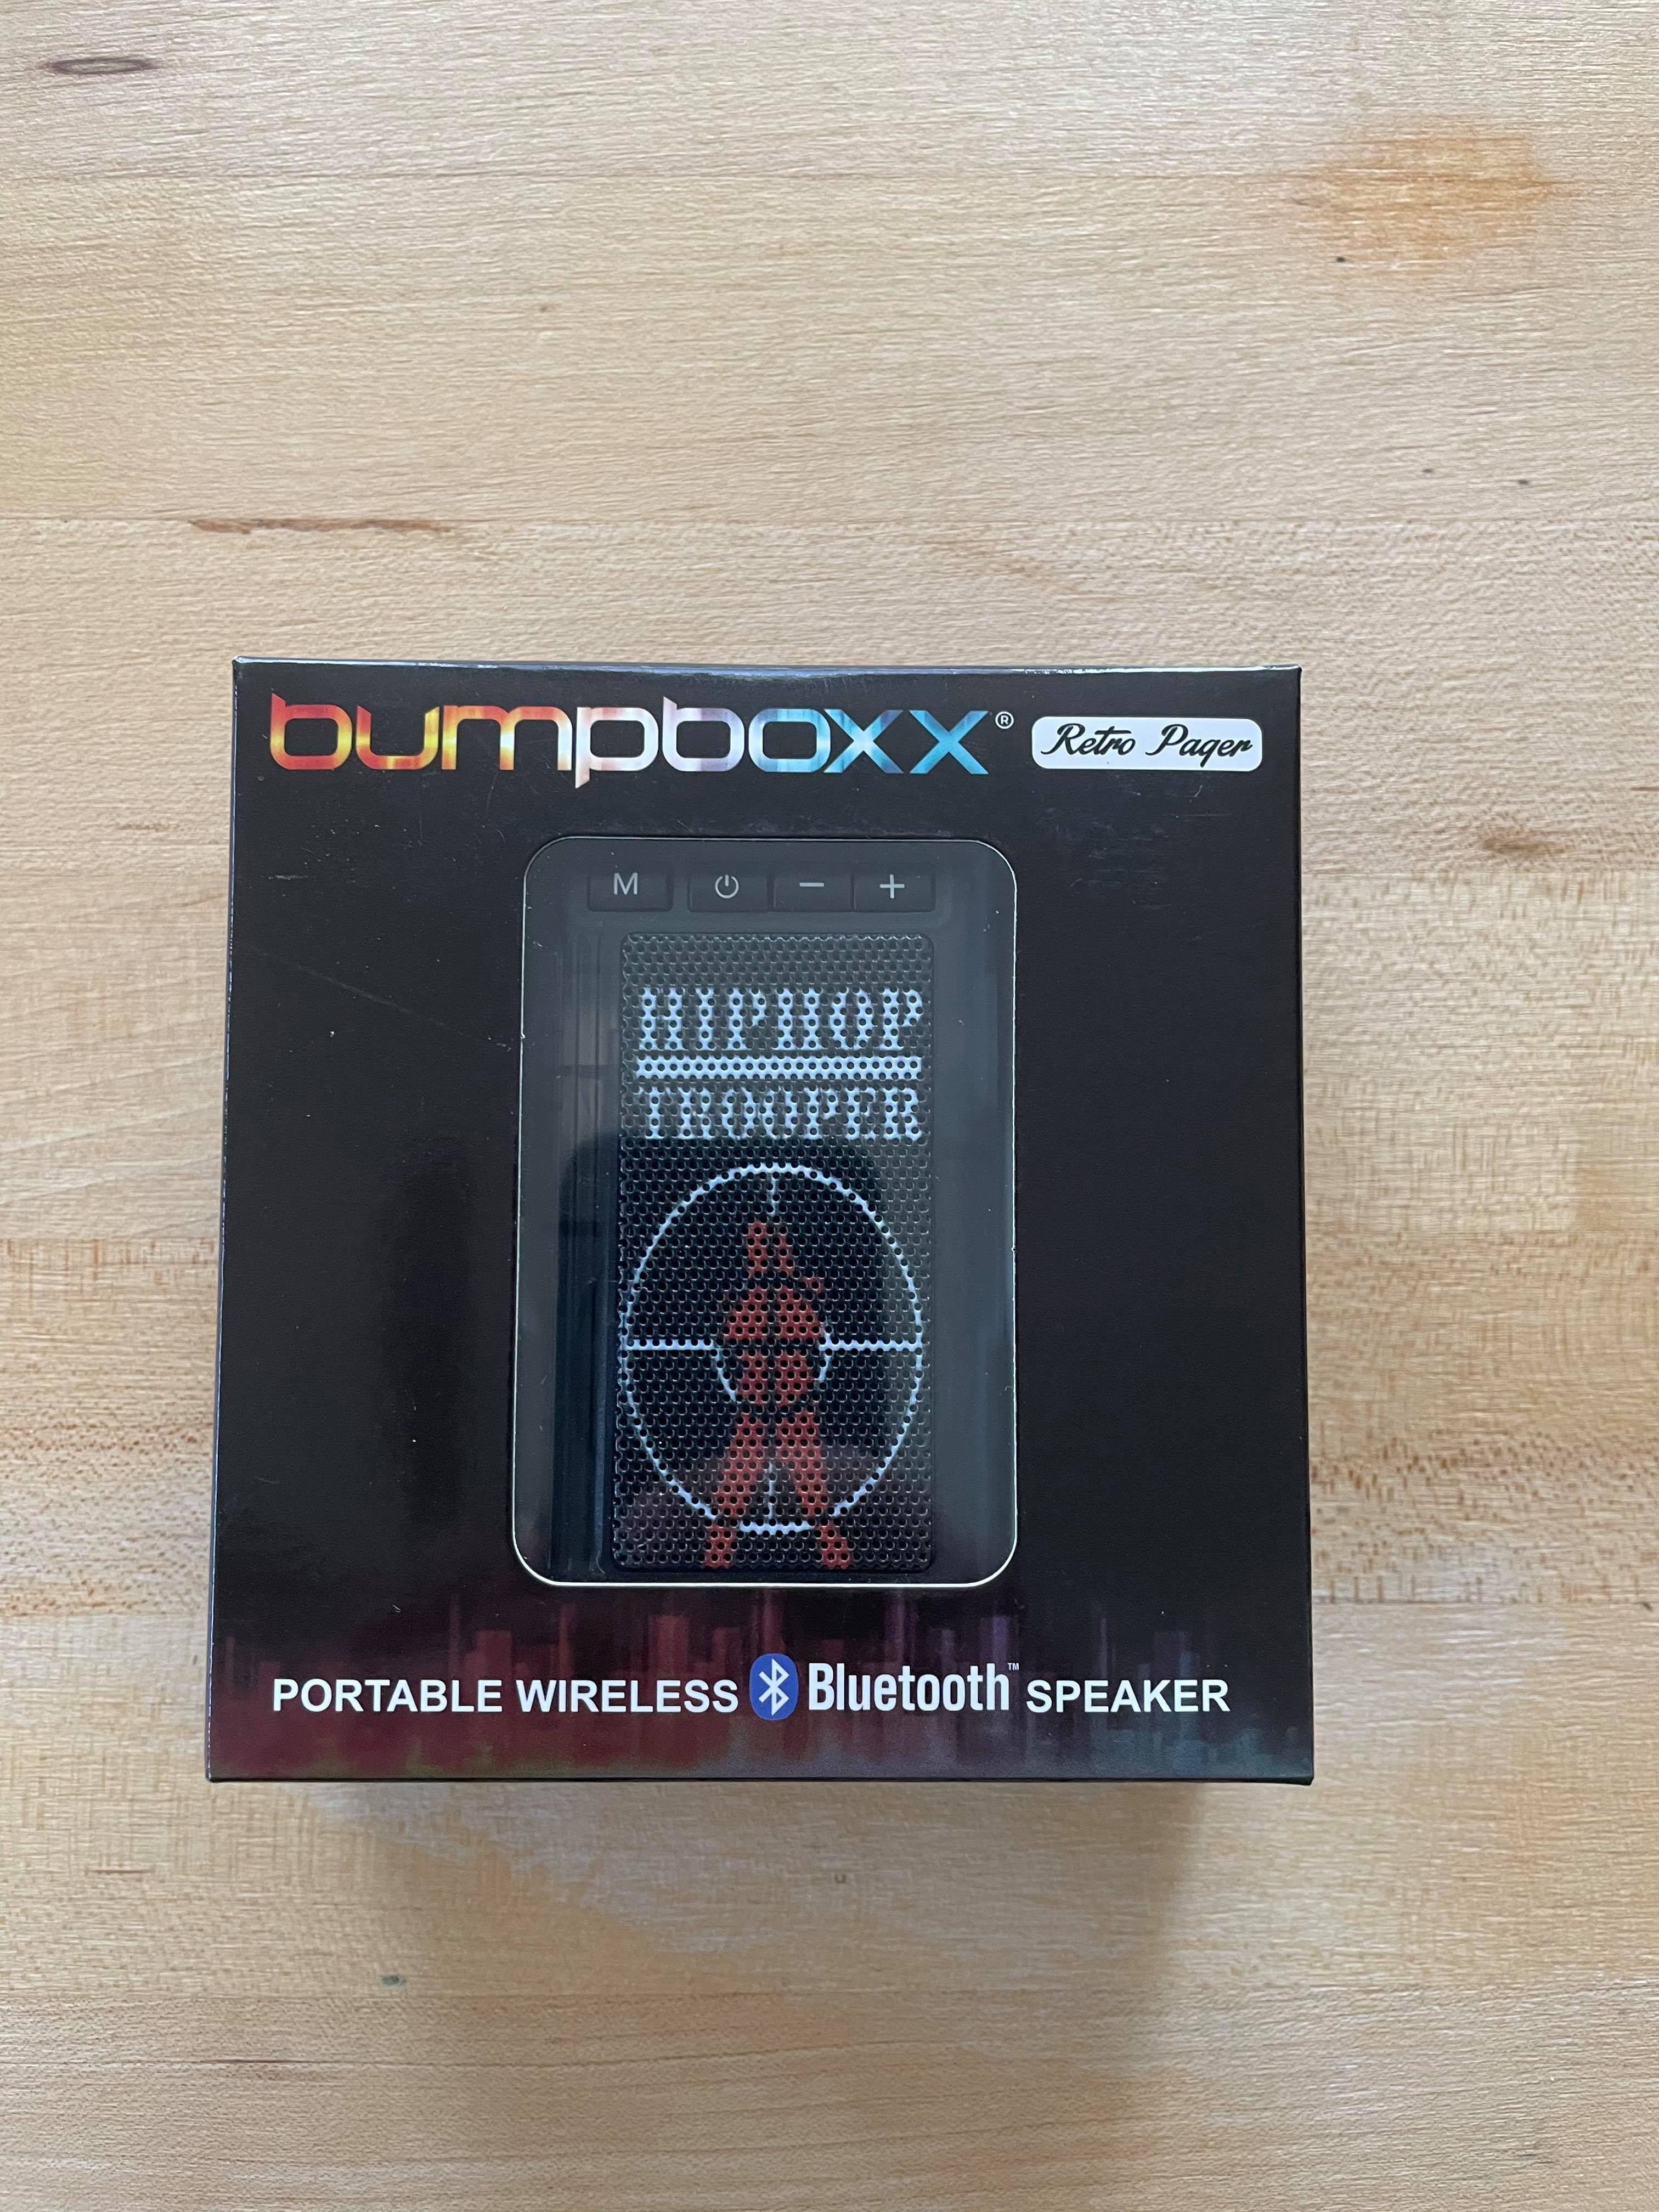 bumpboxx® Retro Pager
M - +
HIPHOP
TROOPER
PORTABLE WIRELESS Bluetooth™ SPEAKER